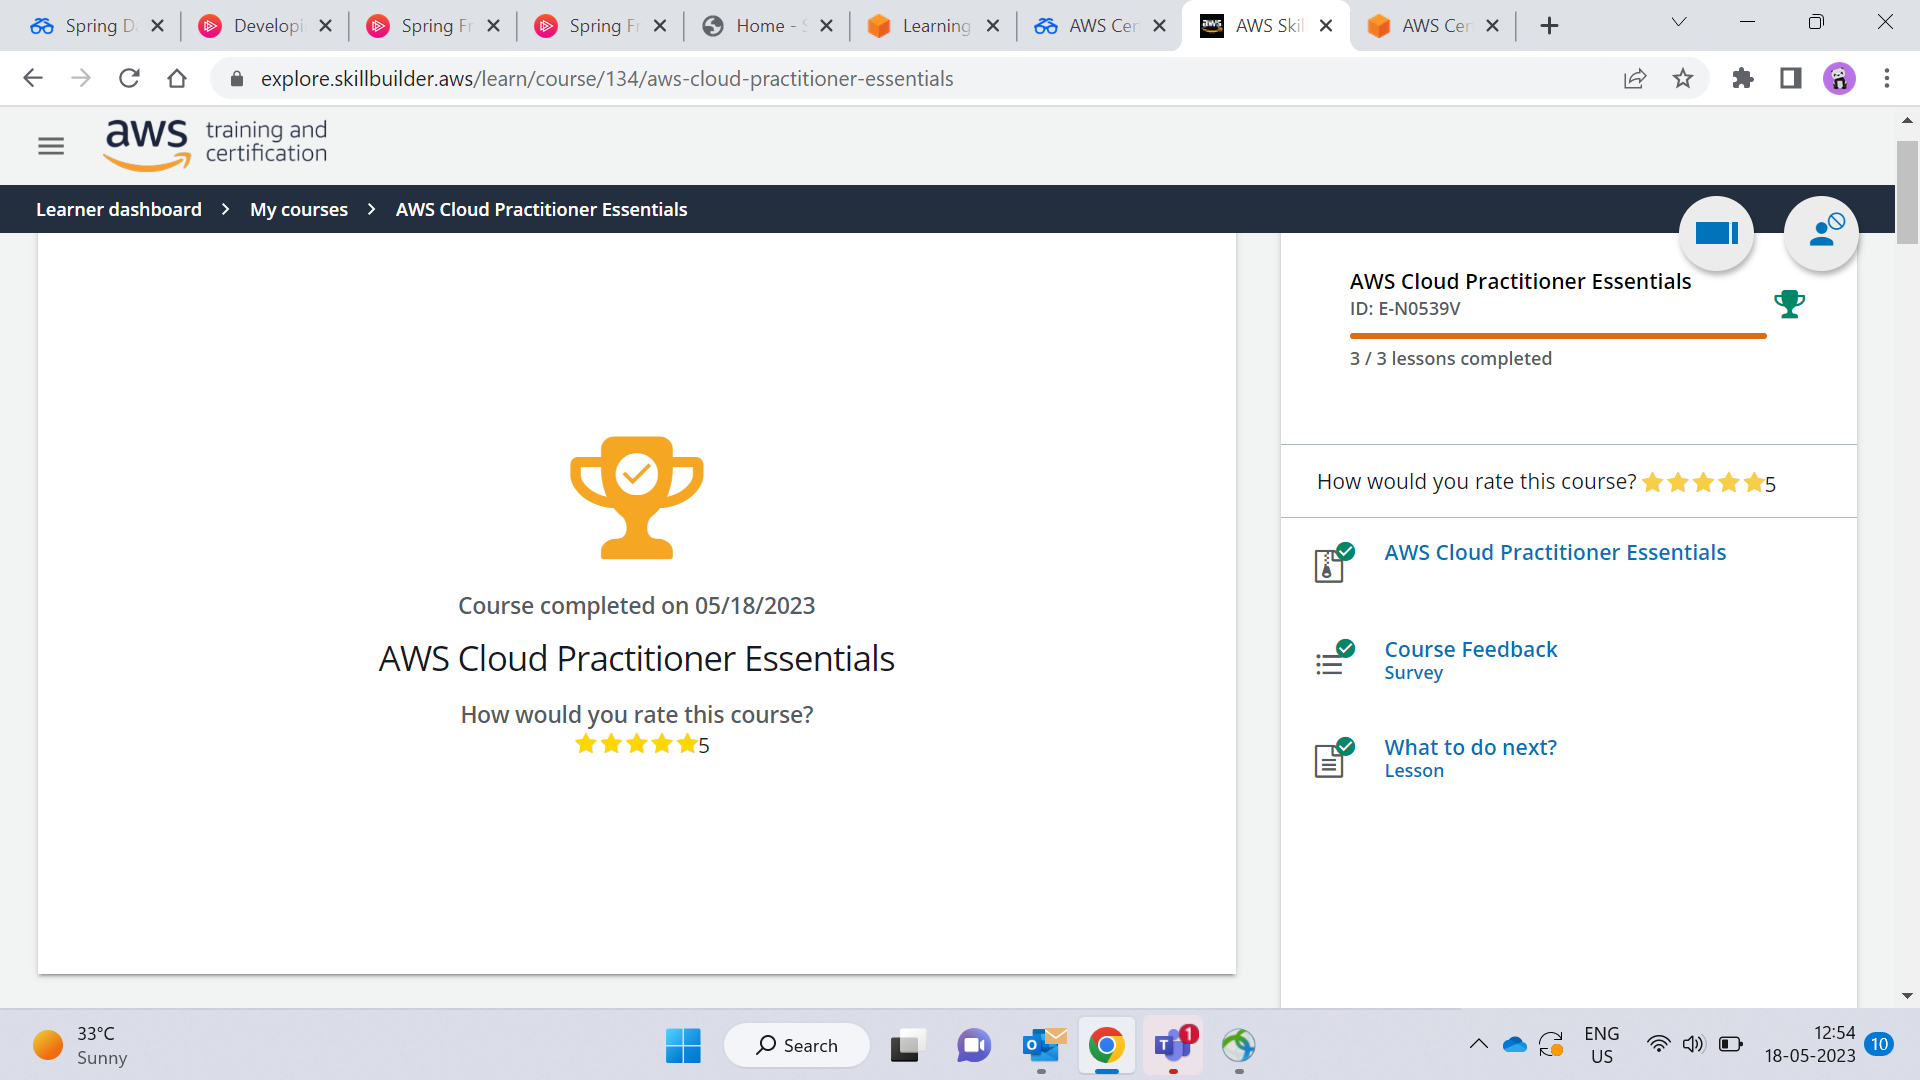 Spring D
Developi
Spring Fr
Spring Fr
Home - S
Learning
AWS Cer
AWS Skil
AWS Cer
explore.skillbuilder.aws/learn/course/134/aws-cloud-practitioner-essentials
aws training and
certification
Learner dashboard > My courses > AWS Cloud Practitioner Essentials
Course completed on 05/18/2023
AWS Cloud Practitioner Essentials
How would you rate this course?
5
AWS Cloud Practitioner Essentials
ID: E-N0539V
3 / 3 lessons completed
How would you rate this course? 5
AWS Cloud Practitioner Essentials
Course Feedback
Survey
What to do next?
Lesson
33°C
Sunny
Search
1
ENG
US
12:54
18-05-2023
10